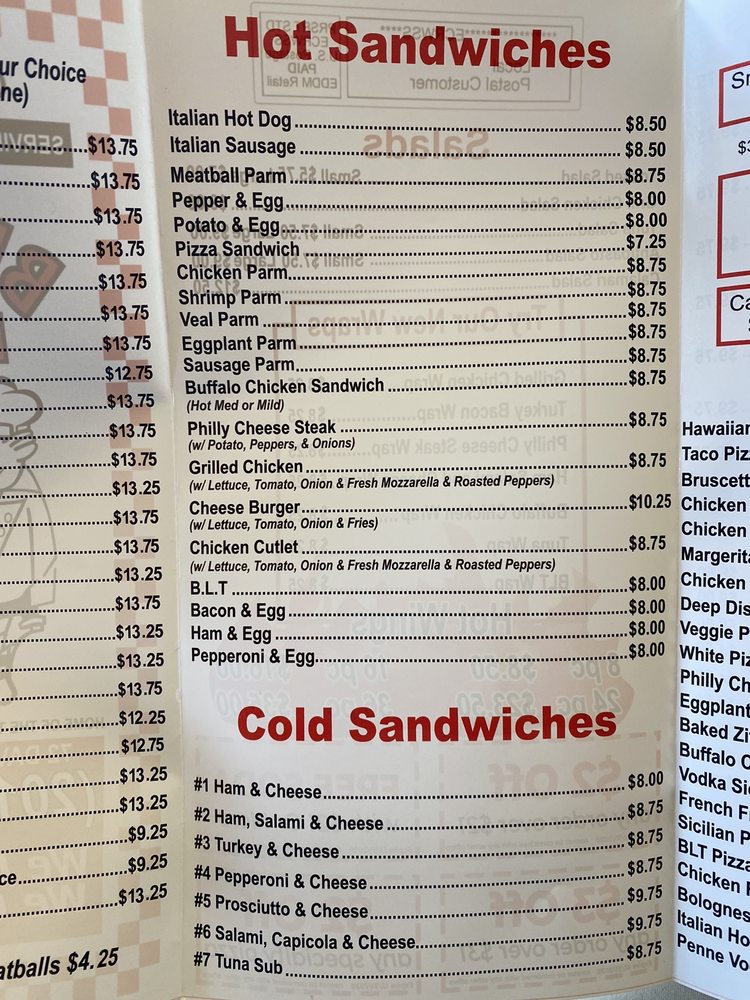 ur Choice
ne)
$13.75
$13.75
$13.75
$13.75
$13.75
$13.75
$13.75
$12.75
$13.75
$13.75
$13.75
$13.25
$13.75
$13.75
$13.25
$13.75
$13.25
$13.25
$13.75
$12.25
$12.75
$13.25
$13.25
$9.25
ce $9.25
$13.25
atballs $4.25
Hot Sandwiches
Italian Hot Dog $8.50
Italian Sausage $8.50
Meatball Parm $8.75
Pepper & Egg $8.00
Potato & Egg $8.00
Pizza Sandwich $7.25
Chicken Parm $8.75
Shrimp Parm $8.75
Veal Parm $8.75
Eggplant Parm $8.75
Sausage Parm $8.75
Buffalo Chicken Sandwich $8.75
(Hot Med or Mild)
Philly Cheese Steak $8.75
(w/ Potato, Peppers, & Onions)
Grilled Chicken $8.75
(w/ Lettuce, Tomato, Onion & Fresh Mozzarella & Roasted Peppers)
Cheese Burger $10.25
(w/ Lettuce, Tomato, Onion & Fries)
Chicken Cutlet $8.75
(w/ Lettuce, Tomato, Onion & Fresh Mozzarella & Roasted Peppers)
B.L.T $8.00
Bacon & Egg $8.00
Ham & Egg $8.00
Pepperoni & Egg $8.00
Cold Sandwiches
#1 Ham & Cheese $8.00
#2 Ham, Salami & Cheese $8.75
#3 Turkey & Cheese $8.75
#4 Pepperoni & Cheese $8.75
#5 Prosciutto & Cheese $9.75
#6 Salami, Capicola & Cheese $9.75
#7 Tuna Sub $8.75
Sm
$3
Ca
Hawaiian
Taco Piz
Bruscett
Chicken
Chicken
Margerita
Chicken
Deep Dis
Veggie P
White Piz
Philly Ch
Eggplant
Baked Zi
Buffalo C
Vodka Si
French F
Sicilian P
BLT Pizza
Chicken
Bolognes
Italian Ho
Penne Vo